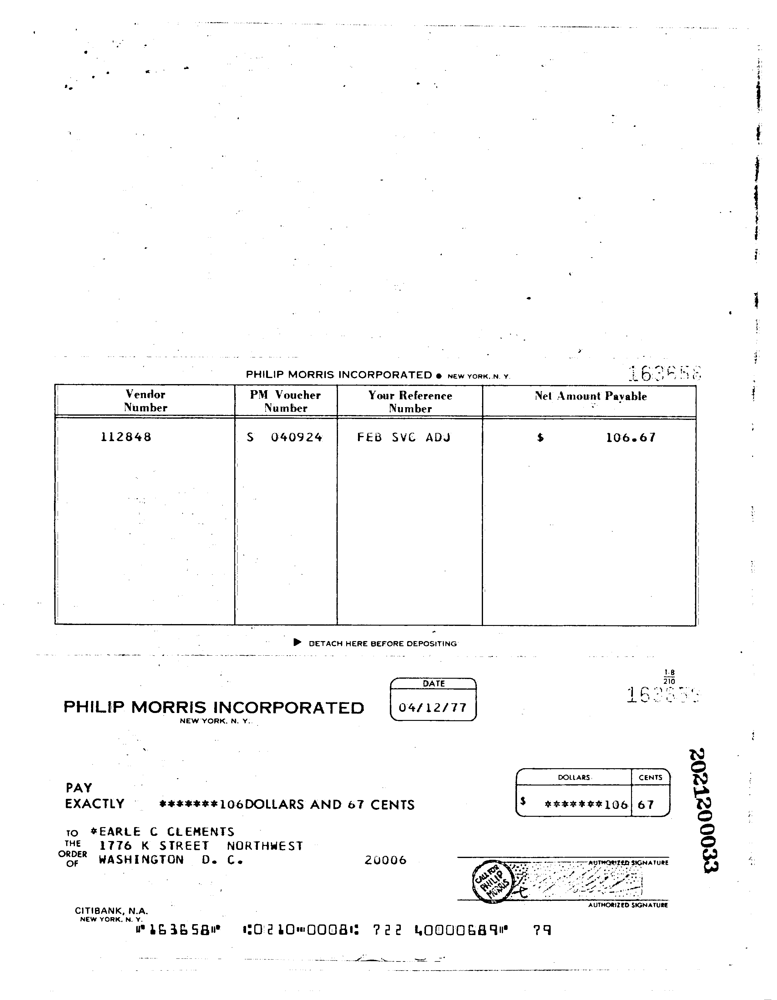 PHILIP MORRIS INCORPORATED ● NEW YORK, N. Y.
163658
Vendor Number
PM Voucher Number
Your Reference Number
Net Amount Payable
112848
S 040924
FEB SVC ADJ
$ 106.67
▶ DETACH HERE BEFORE DEPOSITING
1-8
210
PHILIP MORRIS INCORPORATED
NEW YORK, N. Y.
DATE
04/12/77
DOLLARS
CENTS
$ *******106 67
PAY
EXACTLY *******106DOLLARS AND 67 CENTS
TO THE ORDER OF
*EARLE C CLEMENTS
1776 K STREET NORTHWEST
WASHINGTON D. C. 20006
AUTHORIZED SIGNATURE
CALL FOR PHILIP MORRIS
AUTHORIZED SIGNATURE
CITIBANK, N.A.
NEW YORK, N. Y.
⑈163658⑈ ⑆0210⑉0008⑆ 722 40000689⑈ 79
2021200033